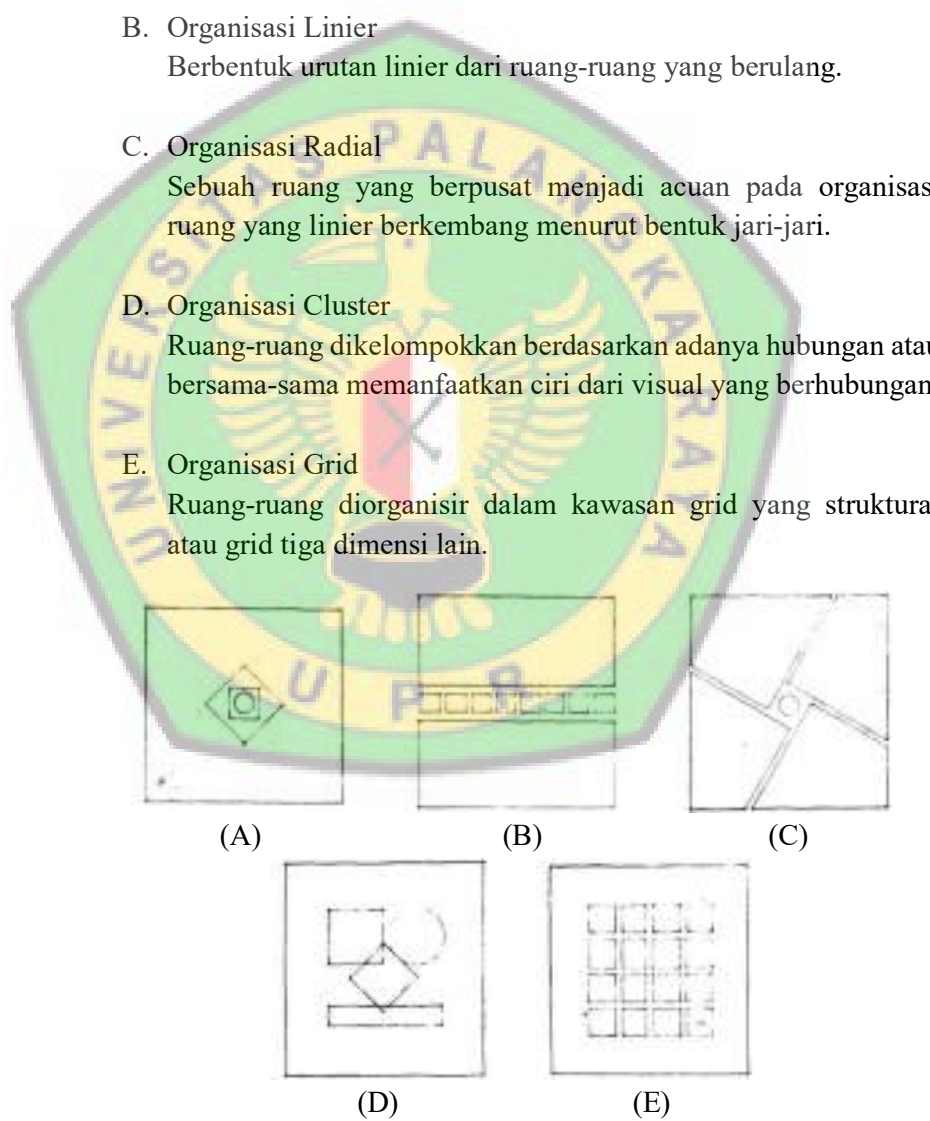 B. Organisasi Linier
Berbentuk urutan linier dari ruang-ruang yang berulang.
C. Organisasi Radial
Sebuah ruang yang berpusat menjadi acuan pada organisas
ruang yang linier berkembang menurut bentuk jari-jari.
D. Organisasi Cluster
Ruang-ruang dikelompokkan berdasarkan adanya hubungan atau
bersama-sama memanfaatkan ciri dari visual yang berhubungan
E. Organisasi Grid
Ruang-ruang diorganisir dalam kawasan grid yang struktura
atau grid tiga dimensi lain.
UNIVERSITAS PALANGKARAYA
UPR
(A) (B) (C)
(D) (E)